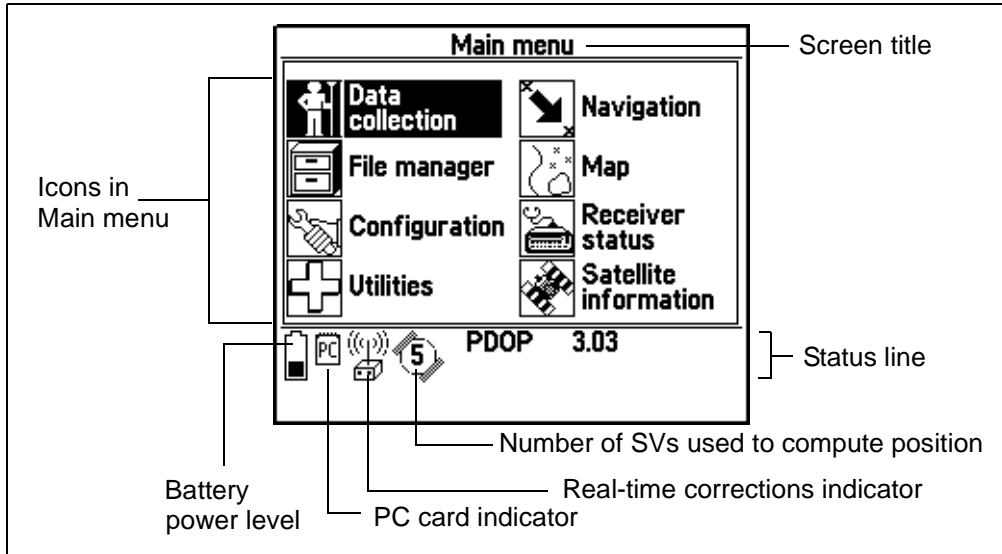 Main menu
Screen title
Data
collection
Navigation
File manager
Map
Icons in
Main menu
Configuration
Receiver
status
Utilities
Satellite
information
PC
5
PDOP 3.03
Status line
Number of SVs used to compute position
Battery
power level
Real-time corrections indicator
PC card indicator